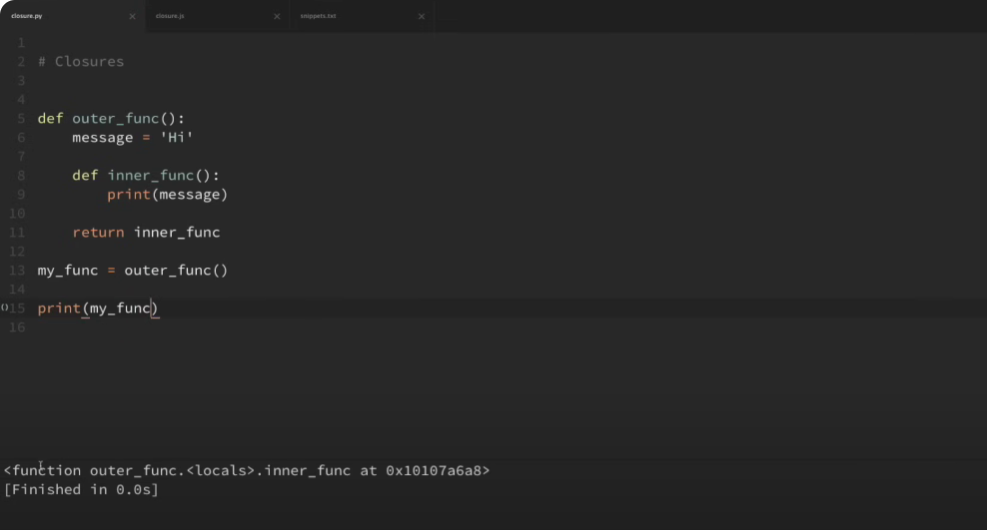 closure.py × closure.js × snippets.txt ×
1
2 # Closures
3
4
5 def outer_func():
6     message = 'Hi'
7
8     def inner_func():
9         print(message)
10
11     return inner_func
12
13 my_func = outer_func()
14
()15 print(my_func)
16
<function outer_func.<locals>.inner_func at 0x10107a6a8>
[Finished in 0.0s]